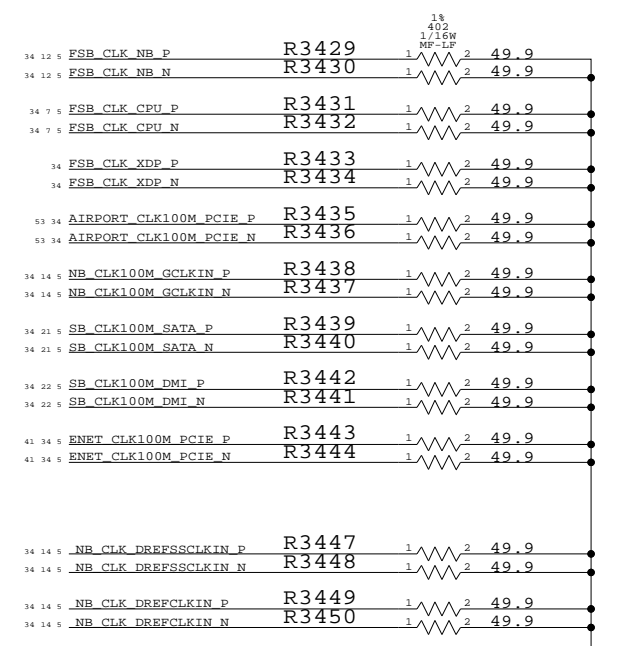 1%
402
1/16W
MF-LF
34 12 5 FSB_CLK_NB_P R3429 1 2 49.9
34 12 5 FSB_CLK_NB_N R3430 1 2 49.9
34 7 5 FSB_CLK_CPU_P R3431 1 2 49.9
34 7 5 FSB_CLK_CPU_N R3432 1 2 49.9
34 FSB_CLK_XDP_P R3433 1 2 49.9
34 FSB_CLK_XDP_N R3434 1 2 49.9
53 34 AIRPORT_CLK100M_PCIE_P R3435 1 2 49.9
53 34 AIRPORT_CLK100M_PCIE_N R3436 1 2 49.9
34 14 5 NB_CLK100M_GCLKIN_P R3438 1 2 49.9
34 14 5 NB_CLK100M_GCLKIN_N R3437 1 2 49.9
34 21 5 SB_CLK100M_SATA_P R3439 1 2 49.9
34 21 5 SB_CLK100M_SATA_N R3440 1 2 49.9
34 22 5 SB_CLK100M_DMI_P R3442 1 2 49.9
34 22 5 SB_CLK100M_DMI_N R3441 1 2 49.9
41 34 5 ENET_CLK100M_PCIE_P R3443 1 2 49.9
41 34 5 ENET_CLK100M_PCIE_N R3444 1 2 49.9
34 14 5 NB_CLK_DREFSSCLKIN_P R3447 1 2 49.9
34 14 5 NB_CLK_DREFSSCLKIN_N R3448 1 2 49.9
34 14 5 NB_CLK_DREFCLKIN_P R3449 1 2 49.9
34 14 5 NB_CLK_DREFCLKIN_N R3450 1 2 49.9